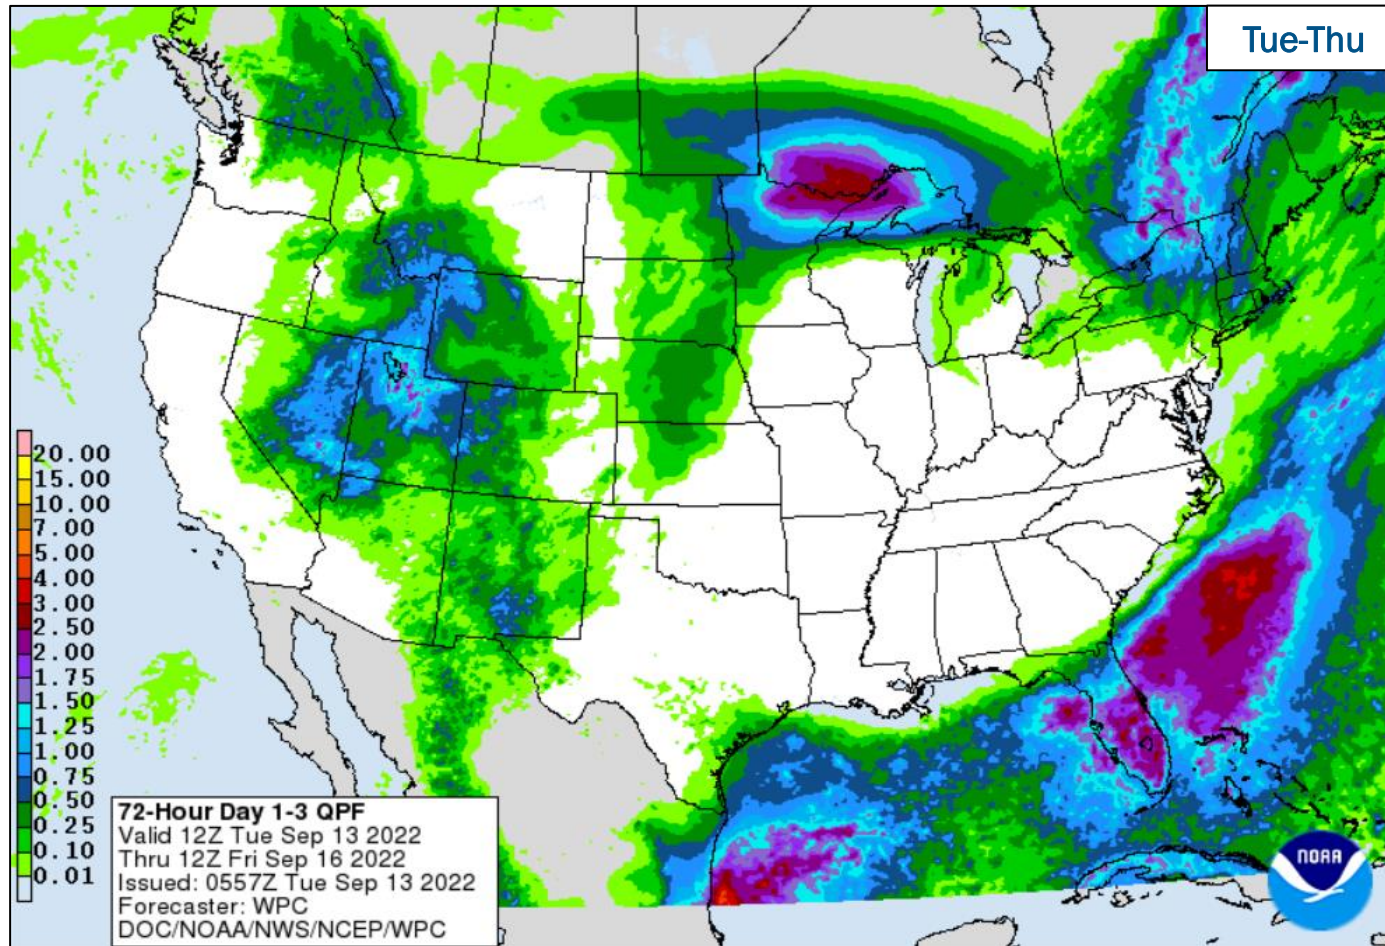 Tue-Thu
20.00
15.00
10.00
7.00
5.00
4.00
3.00
2.50
2.00
1.75
1.50
1.25
1.00
0.75
0.50
0.25
0.10
0.01
72-Hour Day 1-3 QPF
Valid 12Z Tue Sep 13 2022
Thru 12Z Fri Sep 16 2022
Issued: 0557Z Tue Sep 13 2022
Forecaster: WPC
DOC/NOAA/NWS/NCEP/WPC
NOAA